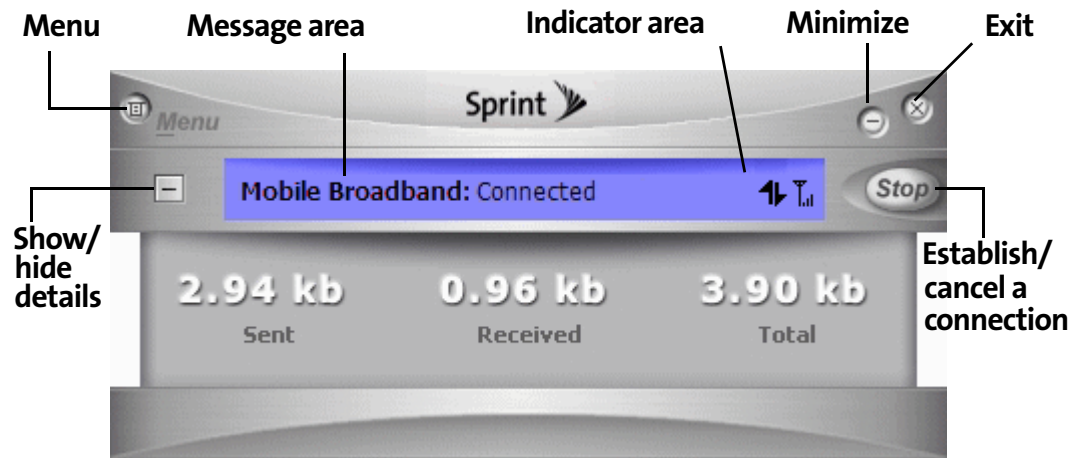 Menu
Message area
Indicator area
Minimize
Exit
Sprint
Menu
Mobile Broadband: Connected
Stop
Show/
hide
details
2.94 kb
0.96 kb
3.90 kb
Sent
Received
Total
Establish/
cancel a
connection